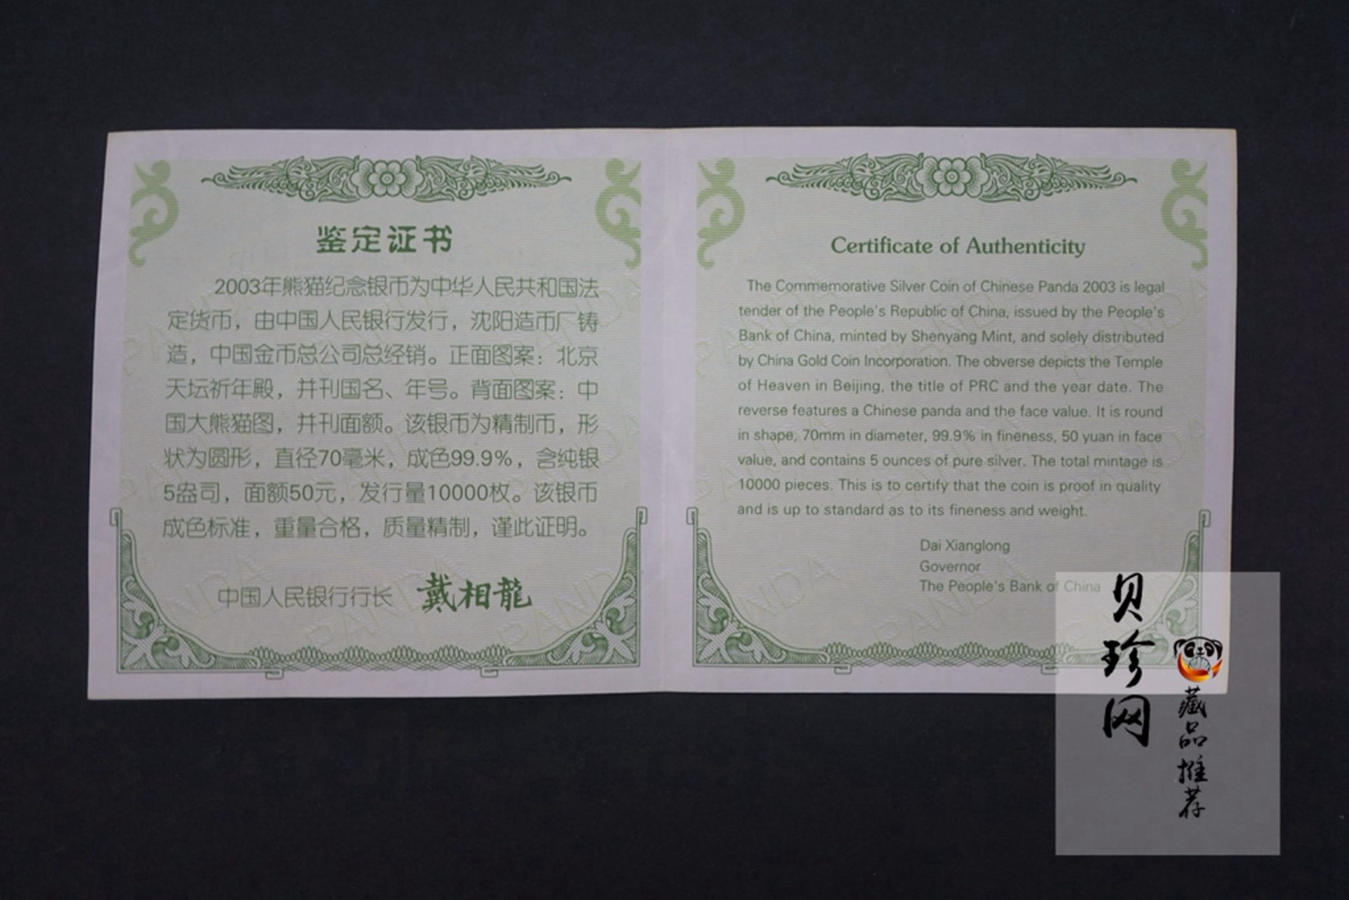 鉴定证书
2003年熊猫纪念银币为中华人民共和国法
定货币，由中国人民银行发行，沈阳造币厂铸
造，中国金币总公司总经销。正面图案：北京
天坛祈年殿，并刊国名、年号。背面图案：中
国大熊猫图，并刊面额。该银币为精制币，形
状为圆形，直径70毫米，成色99.9%，含纯银
5盎司，面额50元，发行量10000枚。该银币
成色标准，重量合格，质量精制，谨此证明。
中国人民银行行长 戴相龍
Certificate of Authenticity
The Commemorative Silver Coin of Chinese Panda 2003 is legal
tender of the People's Republic of China, issued by the People's
Bank of China, minted by Shenyang Mint, and solely distributed
by China Gold Coin Incorporation. The obverse depicts the Temple
of Heaven in Beijing, the title of PRC and the year date. The
reverse features a Chinese panda and the face value. It is round
in shape, 70mm in diameter, 99.9% in fineness, 50 yuan in face
value, and contains 5 ounces of pure silver. The total mintage is
10000 pieces. This is to certify that the coin is proof in quality
and is up to standard as to its fineness and weight.
Dai Xianglong
Governor
The People's Bank of China
贝珍网
藏品推荐